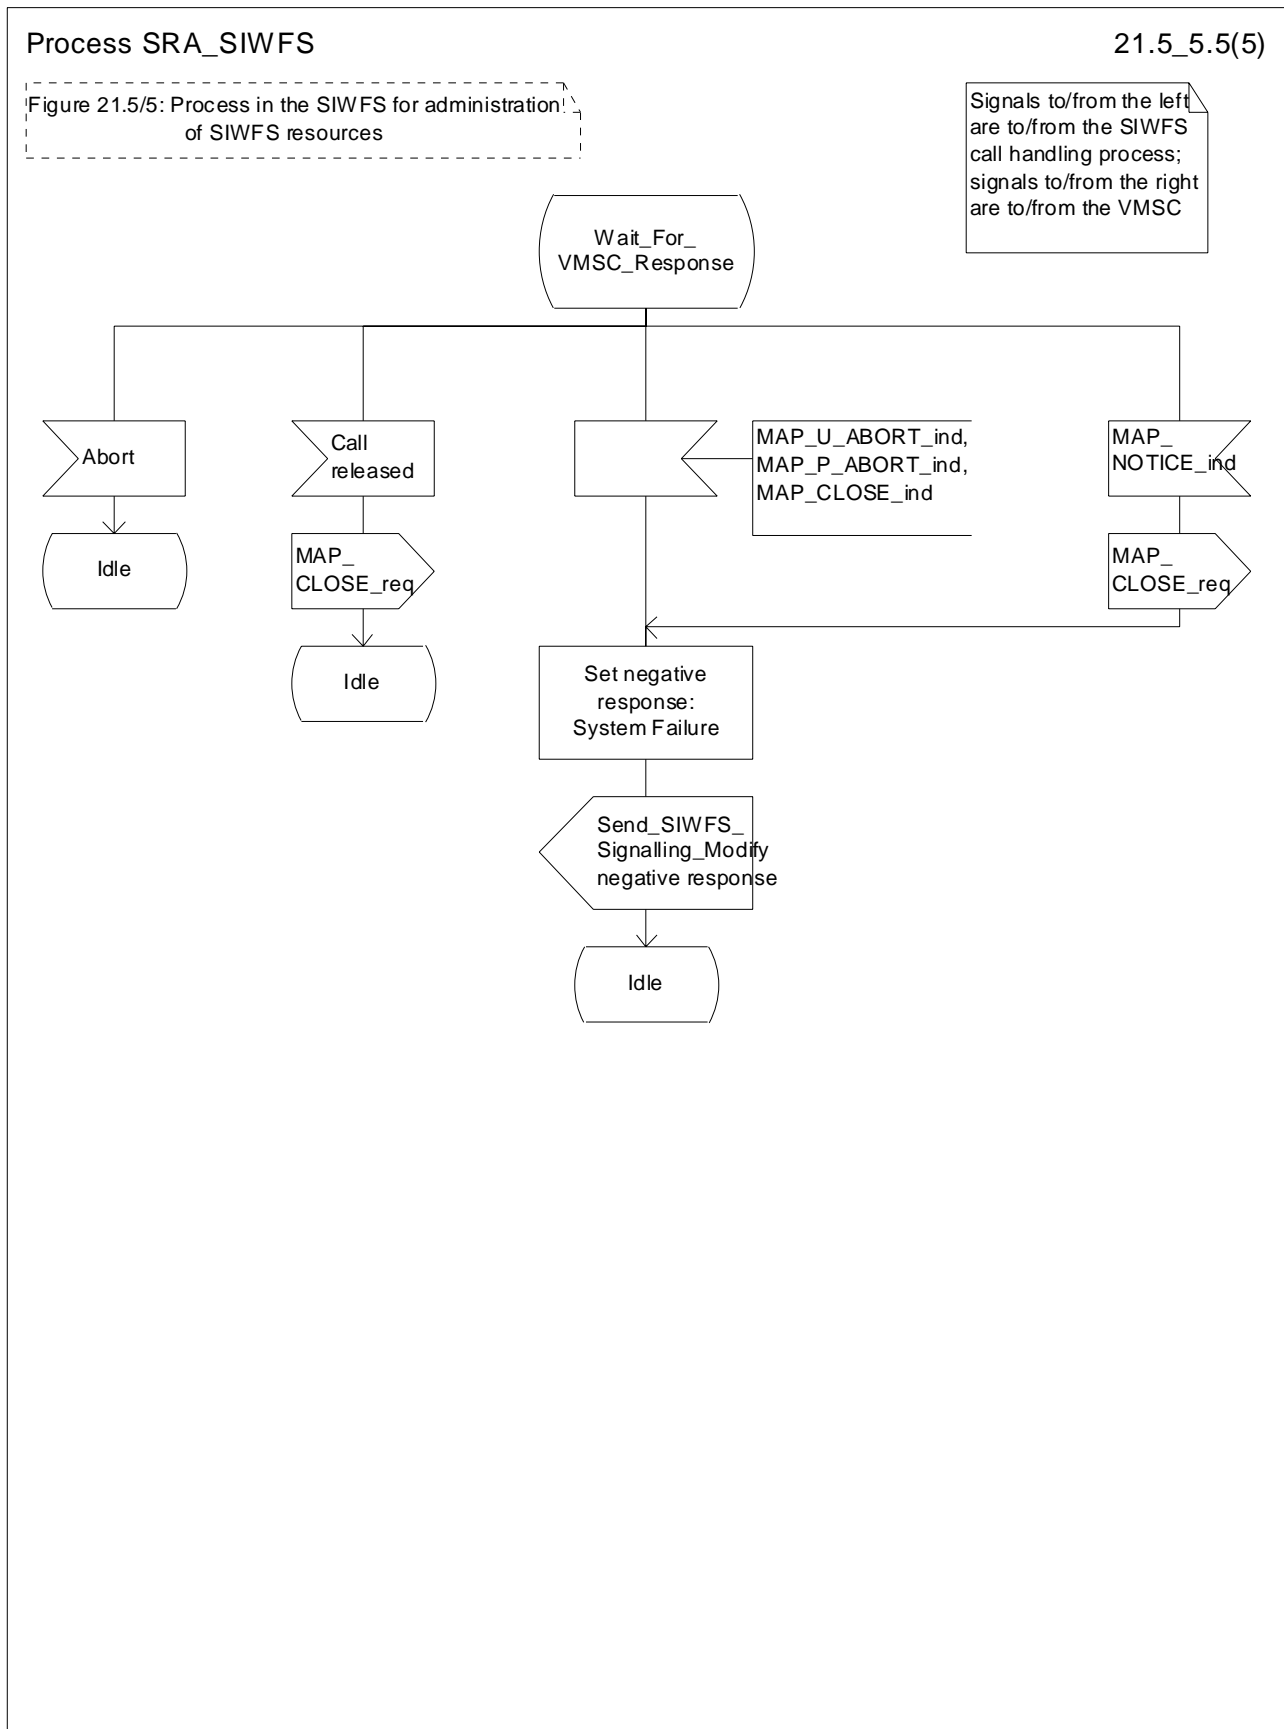 Process SRA_SIWFS
21.5_5.5(5)
Figure 21.5/5: Process in the SIWFS for administration
of SIWFS resources
Signals to/from the left
are to/from the SIWFS
call handling process;
signals to/from the right
are to/from the VMSC
Wait_For_
VMSC_Response
Abort
Call
released
MAP_U_ABORT_ind,
MAP_P_ABORT_ind,
MAP_CLOSE_ind
MAP_
NOTICE_ind
Idle
MAP_
CLOSE_req
MAP_
CLOSE_req
Idle
Set negative
response:
System Failure
Send_SIWFS_
Signalling_Modify
negative response
Idle